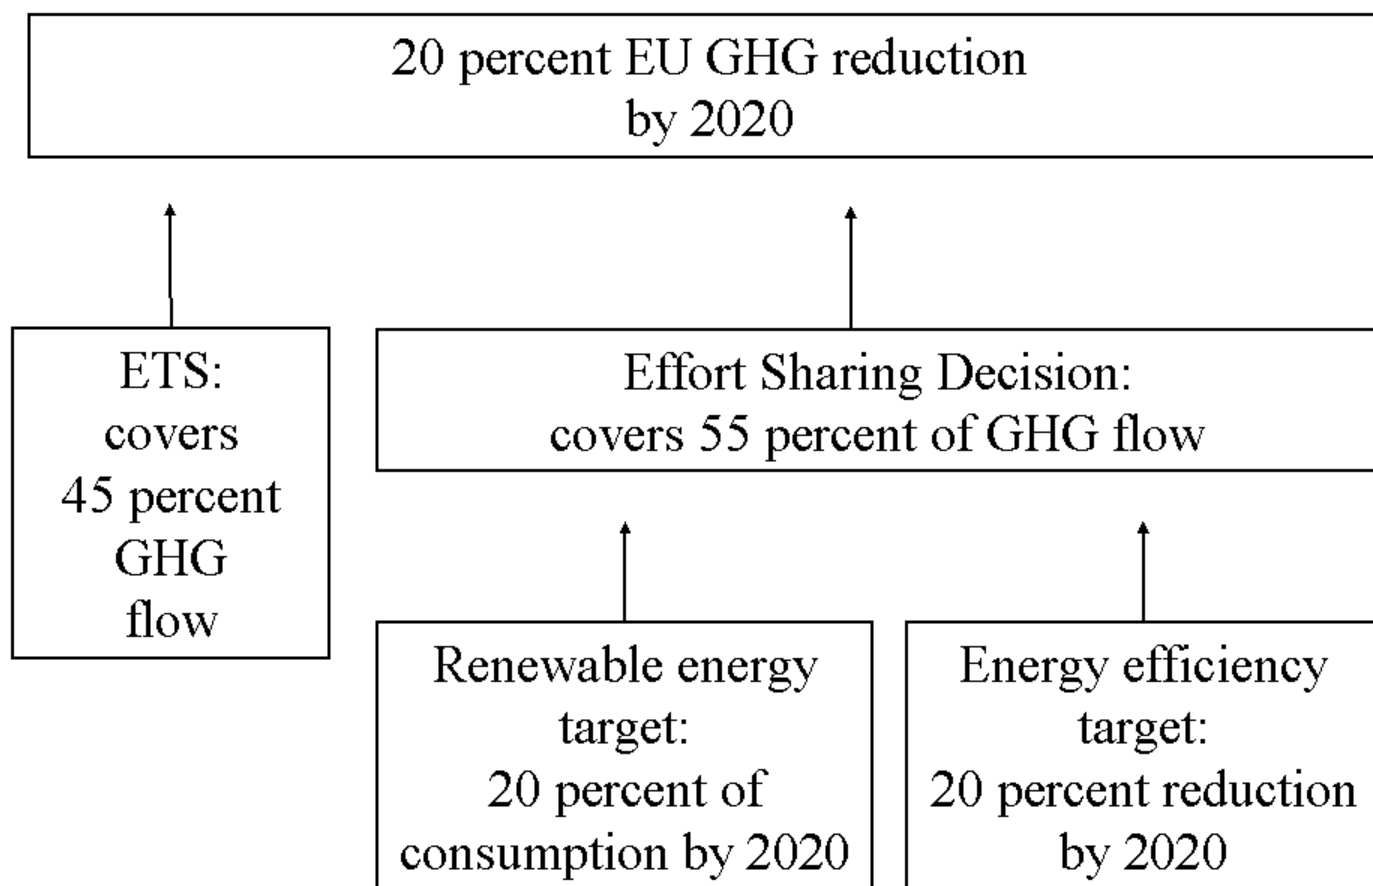 20 percent EU GHG reduction
by 2020
ETS:
covers
45 percent
GHG
flow
Effort Sharing Decision:
covers 55 percent of GHG flow
Renewable energy
target:
20 percent of
consumption by 2020
Energy efficiency
target:
20 percent reduction
by 2020